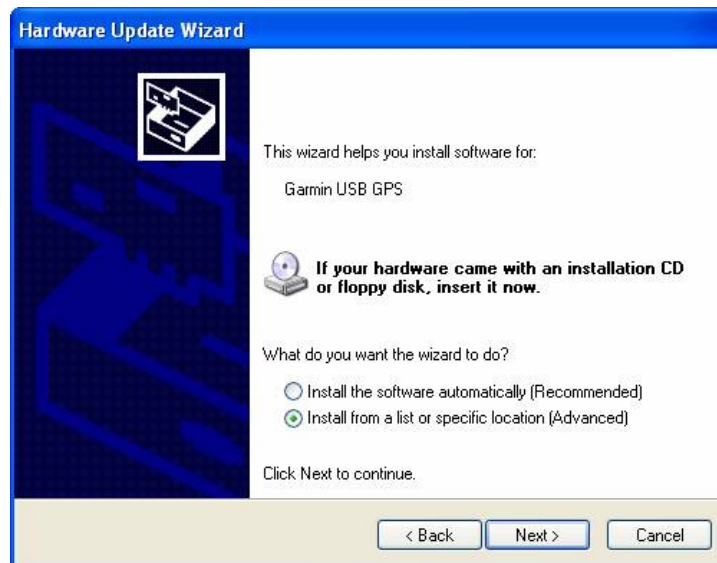 Hardware Update Wizard
This wizard helps you install software for:
Garmin USB GPS
If your hardware came with an installation CD
or floppy disk, insert it now.
What do you want the wizard to do?
Install the software automatically (Recommended)
Install from a list or specific location (Advanced)
Click Next to continue.
< Back Next > Cancel